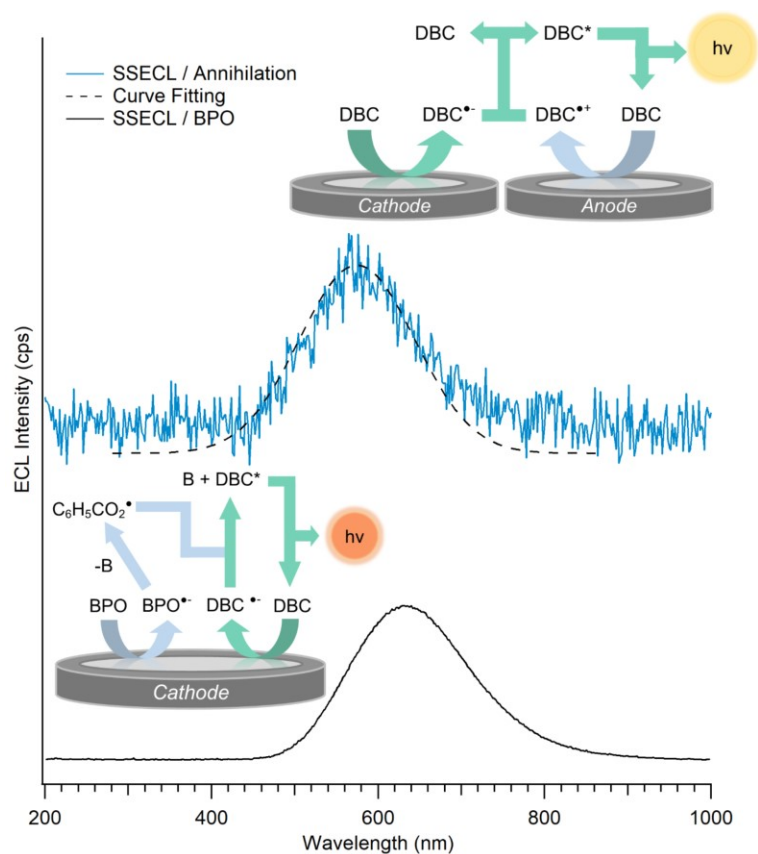 DBC DBC* hv
SSECL / Annihilation
Curve Fitting
SSECL / BPO
DBC DBC•- DBC•+ DBC
Cathode Anode
ECL Intensity (cps)
B + DBC*
C6H5CO2•
hv
-B
BPO BPO•- DBC •- DBC
Cathode
200 400 600 800 1000
Wavelength (nm)